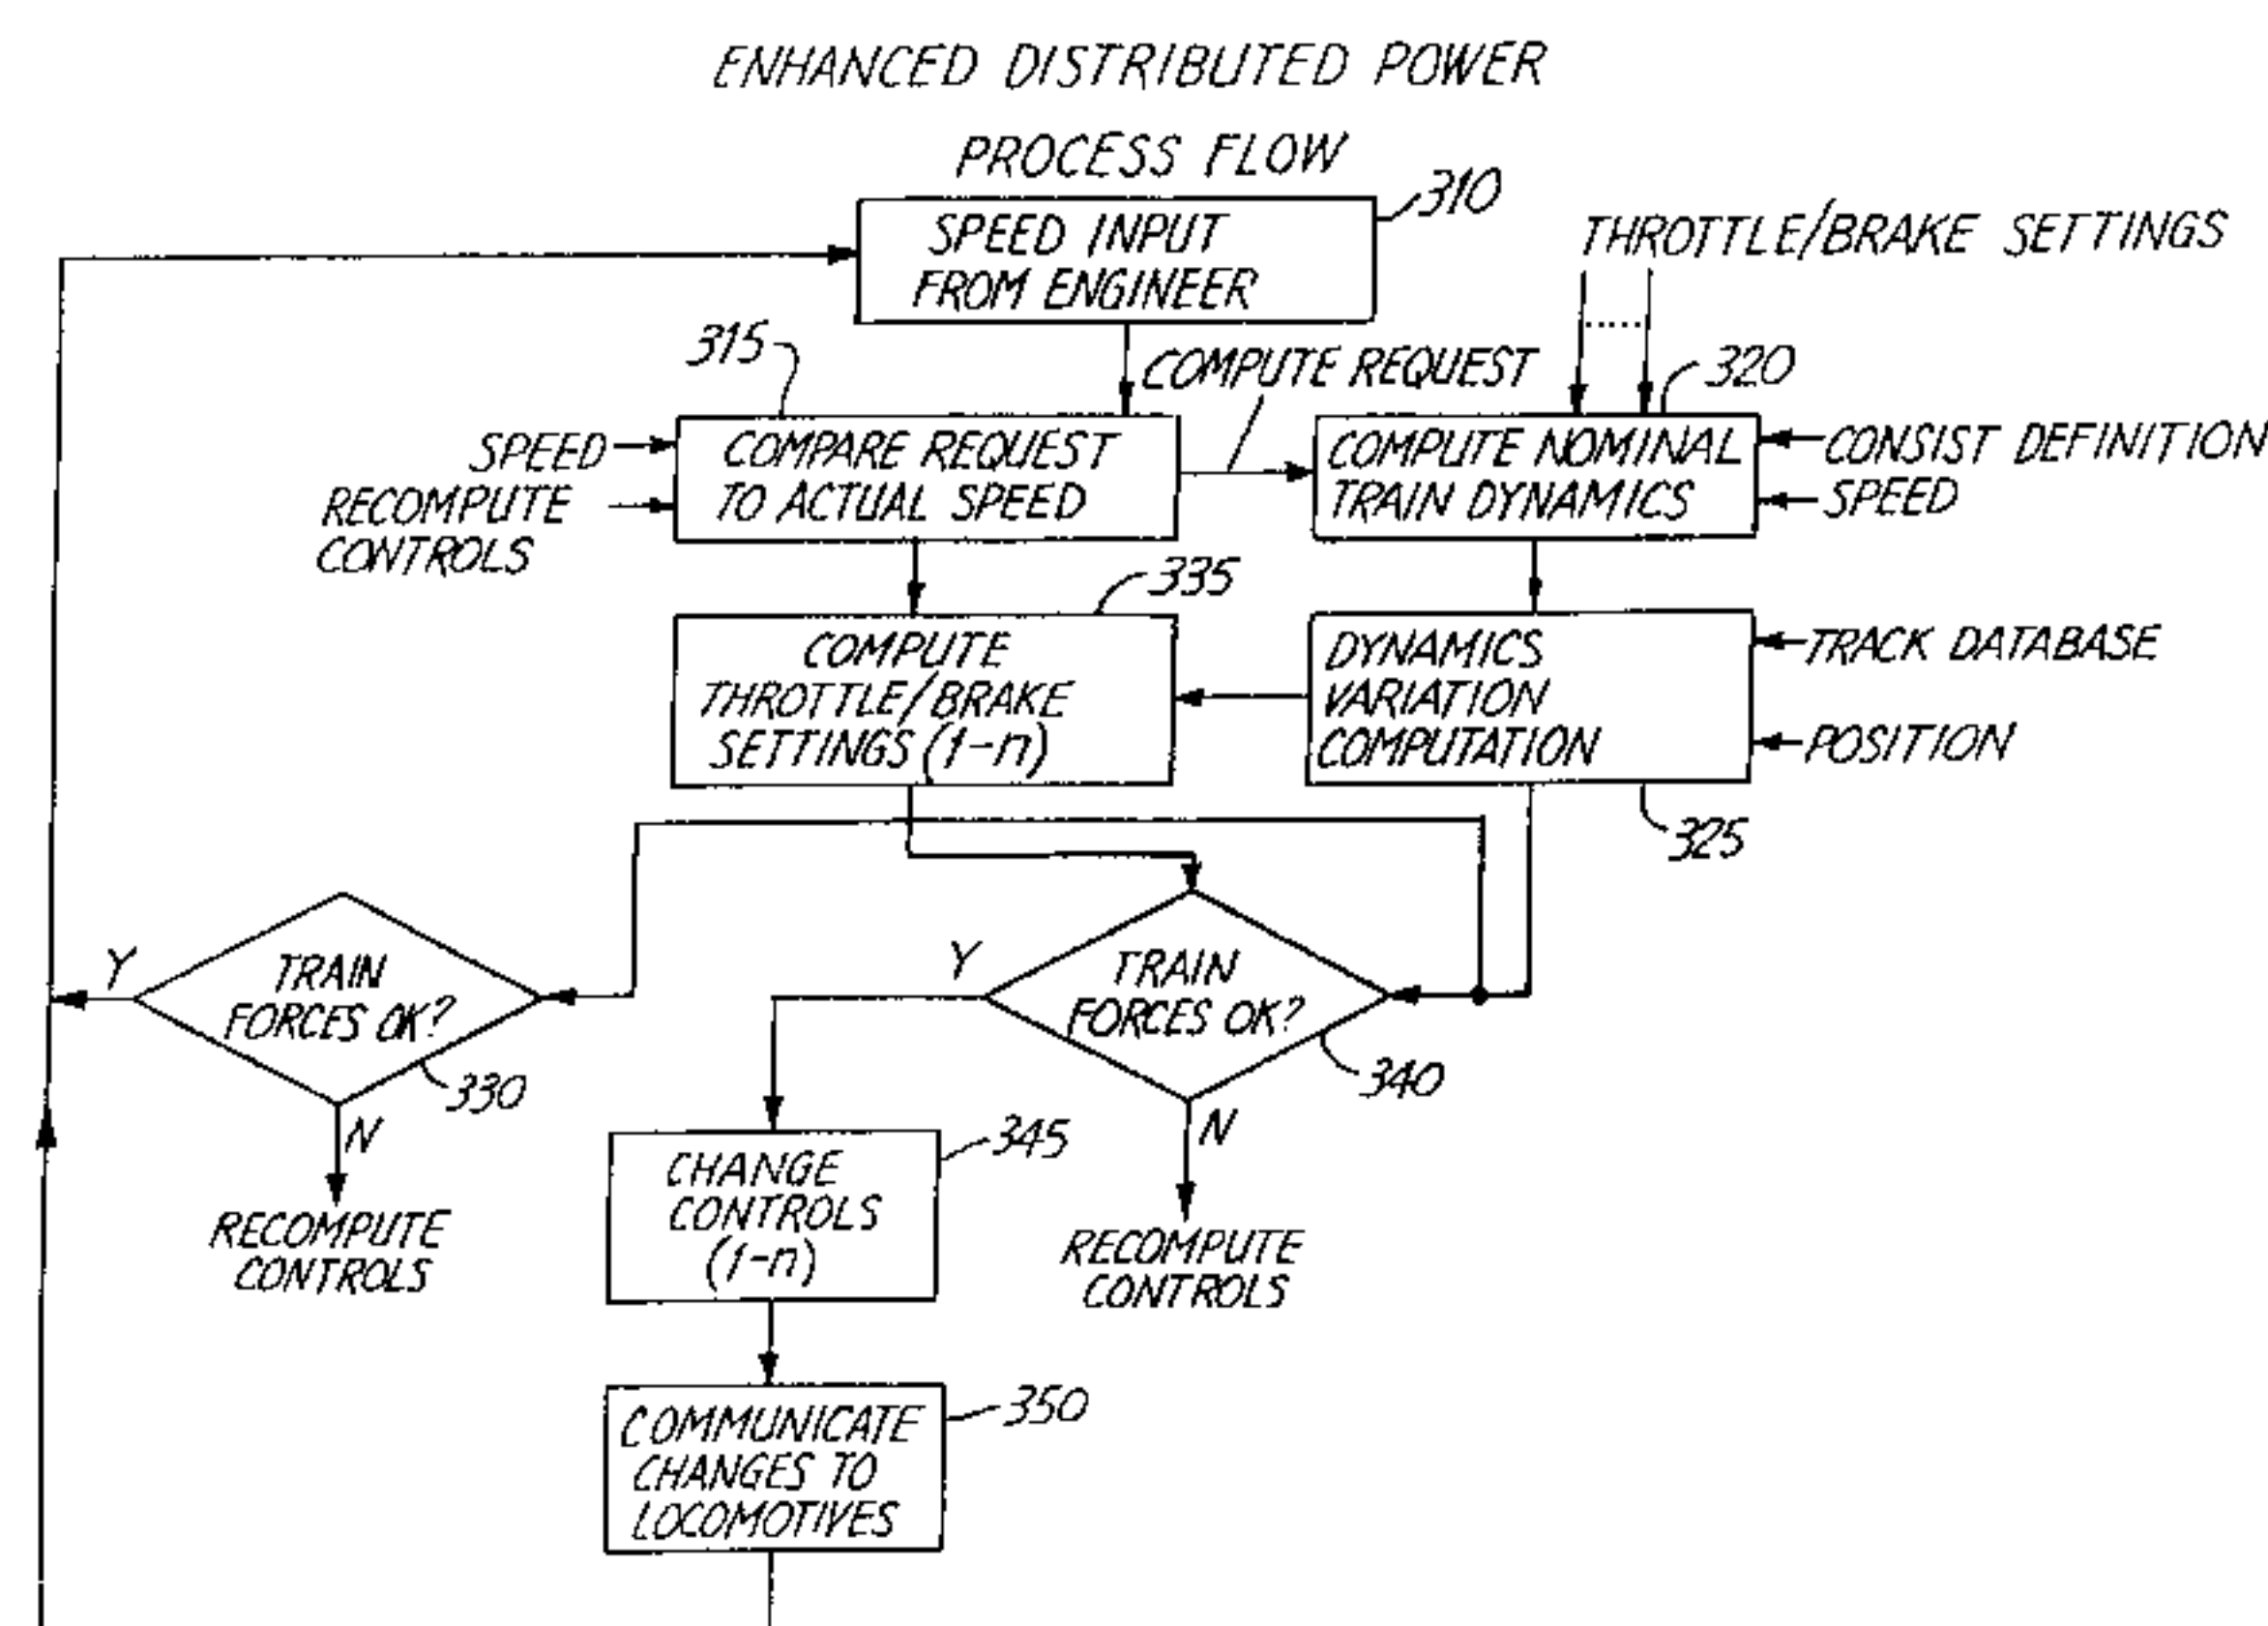 ENHANCED DISTRIBUTED POWER
PROCESS FLOW
310
SPEED INPUT
FROM ENGINEER
THROTTLE/BRAKE SETTINGS
315
COMPUTE REQUEST
320
SPEED
RECOMPUTE
CONTROLS
COMPARE REQUEST
TO ACTUAL SPEED
COMPUTE NOMINAL
TRAIN DYNAMICS
CONSIST DEFINITION
SPEED
335
COMPUTE
THROTTLE/BRAKE
SETTINGS (1-n)
DYNAMICS
VARIATION
COMPUTATION
TRACK DATABASE
POSITION
325
Y
TRAIN
FORCES OK?
330
N
RECOMPUTE
CONTROLS
Y
TRAIN
FORCES OK?
340
N
RECOMPUTE
CONTROLS
345
CHANGE
CONTROLS
(1-n)
350
COMMUNICATE
CHANGES TO
LOCOMOTIVES